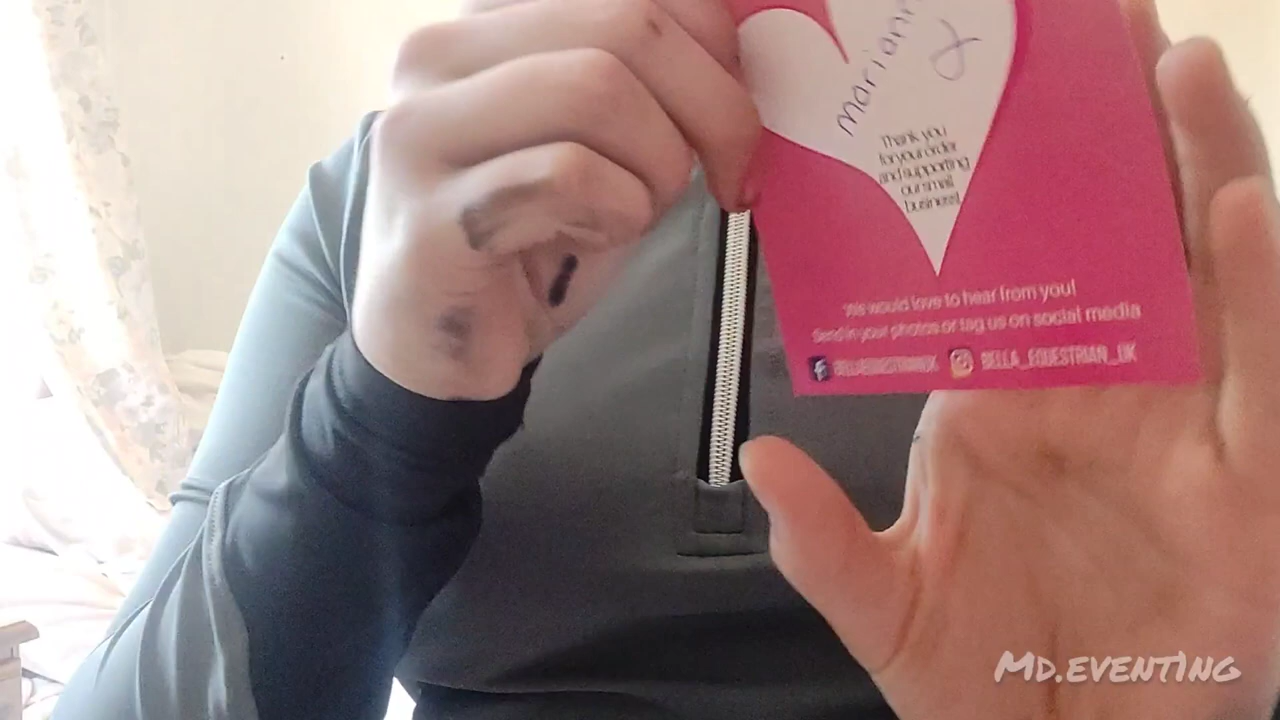 Thank you
for your order
and supporting
our small
business!
We would love to hear from you!
Send in your photos or tag us on social media
BELLA_EQUESTRIAN_UK
MD.EVENT1NG